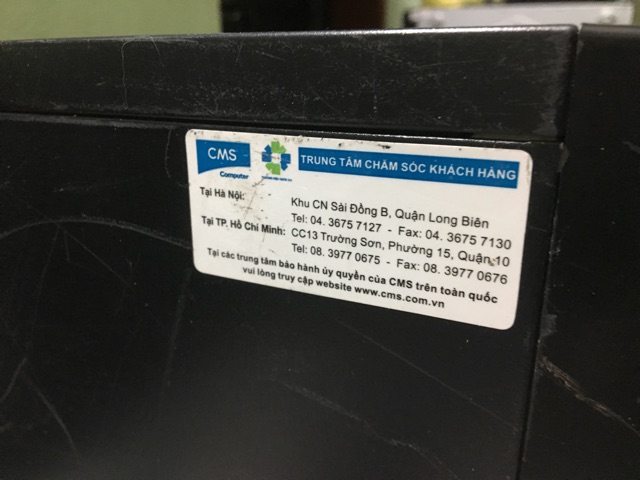 CMS
Computer
TRUNG TÂM CHĂM SÓC KHÁCH HÀNG
Tại Hà Nội: Khu CN Sài Đồng B, Quận Long Biên
Tel: 04. 3675 7127 - Fax: 04. 3675 7130
Tại TP. Hồ Chí Minh: CC13 Trường Sơn, Phường 15, Quận 10
Tel: 08. 3977 0675 - Fax: 08. 3977 0676
Tại các trung tâm bảo hành ủy quyền của CMS trên toàn quốc
vui lòng truy cập website www.cms.com.vn